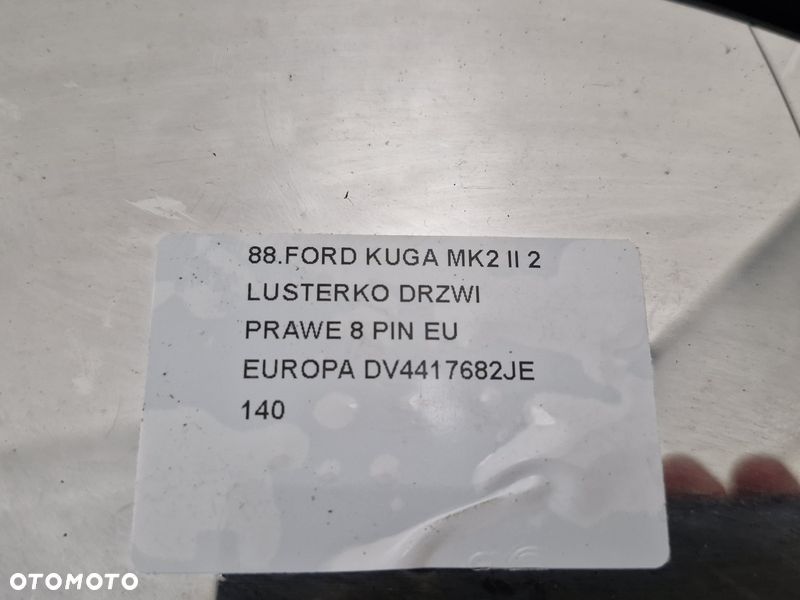 88.FORD KUGA MK2 II 2
LUSTERKO DRZWI
PRAWE 8 PIN EU
EUROPA DV4417682JE
140
OTOMOTO